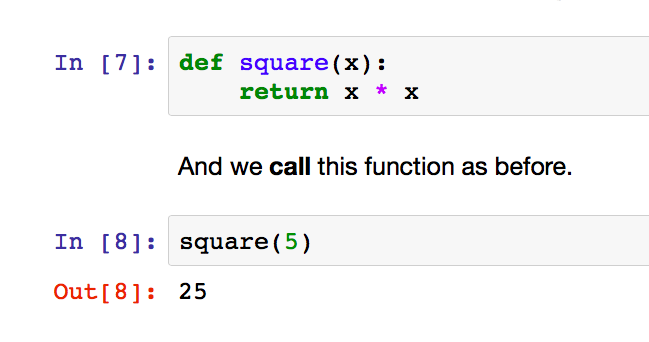 In [7]: def square(x):
    return x * x
And we call this function as before.
In [8]: square(5)
Out[8]: 25